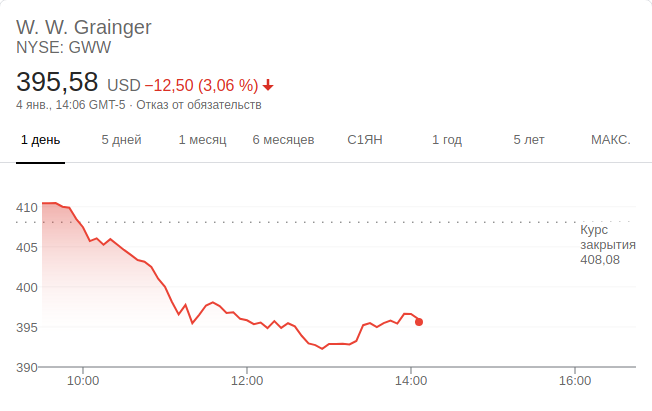 W. W. Grainger
NYSE: GWW
395,58 USD −12,50 (3,06 %)
4 янв., 14:06 GMT-5 · Отказ от обязательств
1 день 5 дней 1 месяц 6 месяцев С1ЯН 1 год 5 лет МАКС.
410
405
400
395
390
Курс
закрытия
408,08
10:00 12:00 14:00 16:00